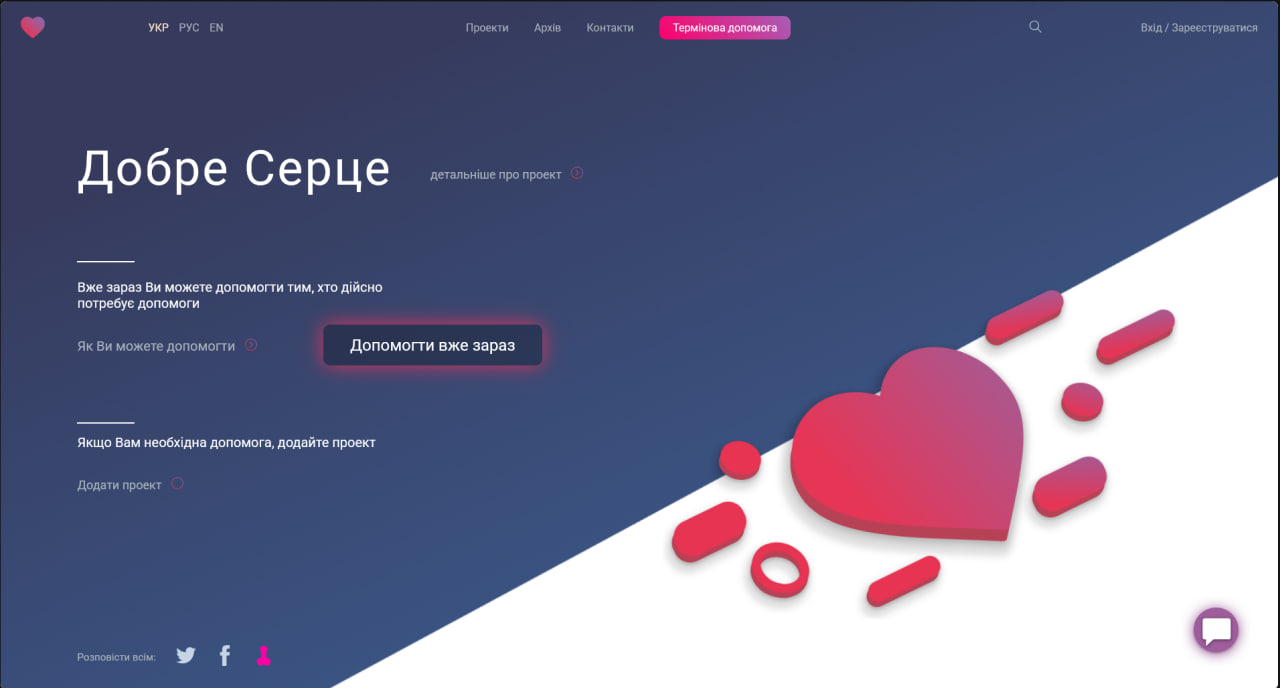 УКР РУС EN
Проекти Архів Контакти Термінова допомога
Вхід / Зареєструватися
Добре Серце
детальніше про проект
Вже зараз Ви можете допомогти тим, хто дійсно
потребує допомоги
Як Ви можете допомогти
Допомогти вже зараз
Якщо Вам необхідна допомога, додайте проект
Додати проект
Розповісти всім: